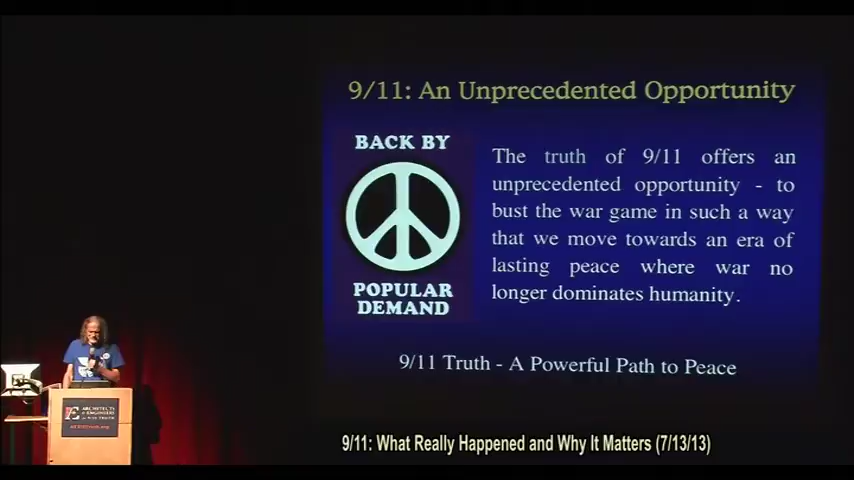 9/11: An Unprecedented Opportunity
BACK BY
POPULAR
DEMAND
The truth of 9/11 offers an
unprecedented opportunity - to
bust the war game in such a way
that we move towards an era of
lasting peace where war no
longer dominates humanity.
9/11 Truth - A Powerful Path to Peace
ARCHITECTS
& ENGINEERS
9/11: What Really Happened and Why It Matters (7/13/13)